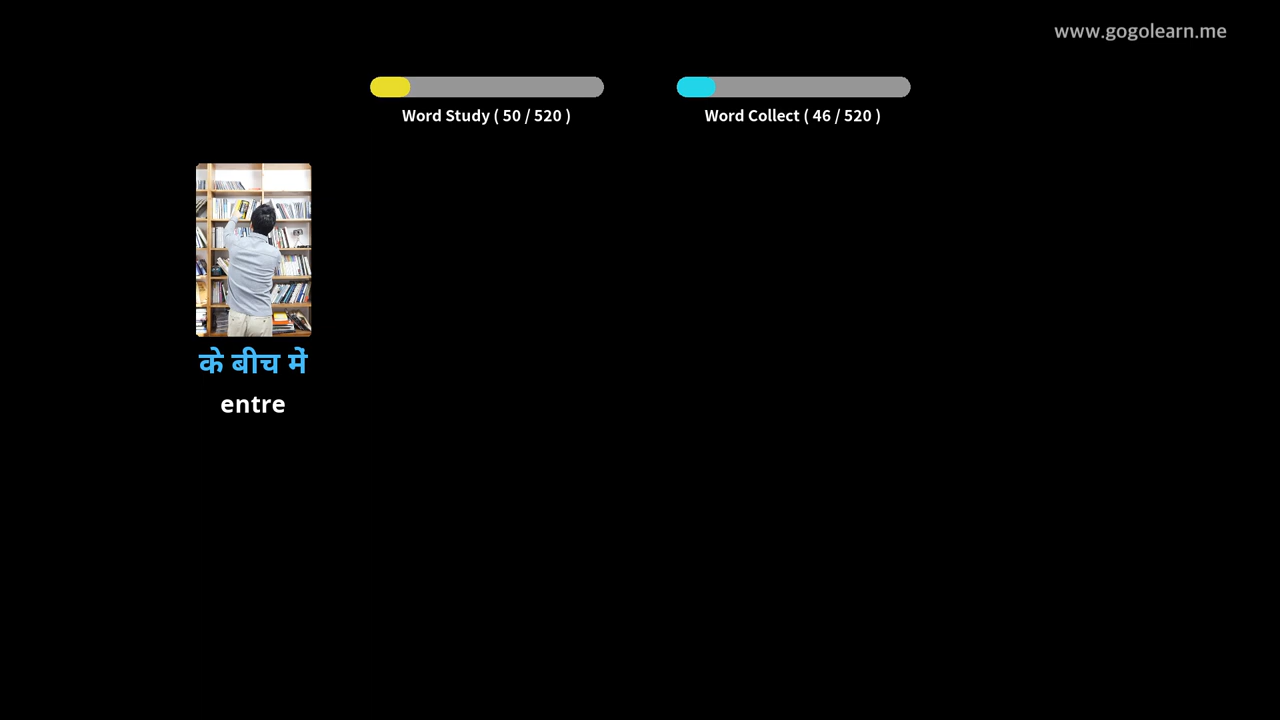 www.gogolearn.me
Word Study ( 50 / 520 )
Word Collect ( 46 / 520 )
के बीच में
entre